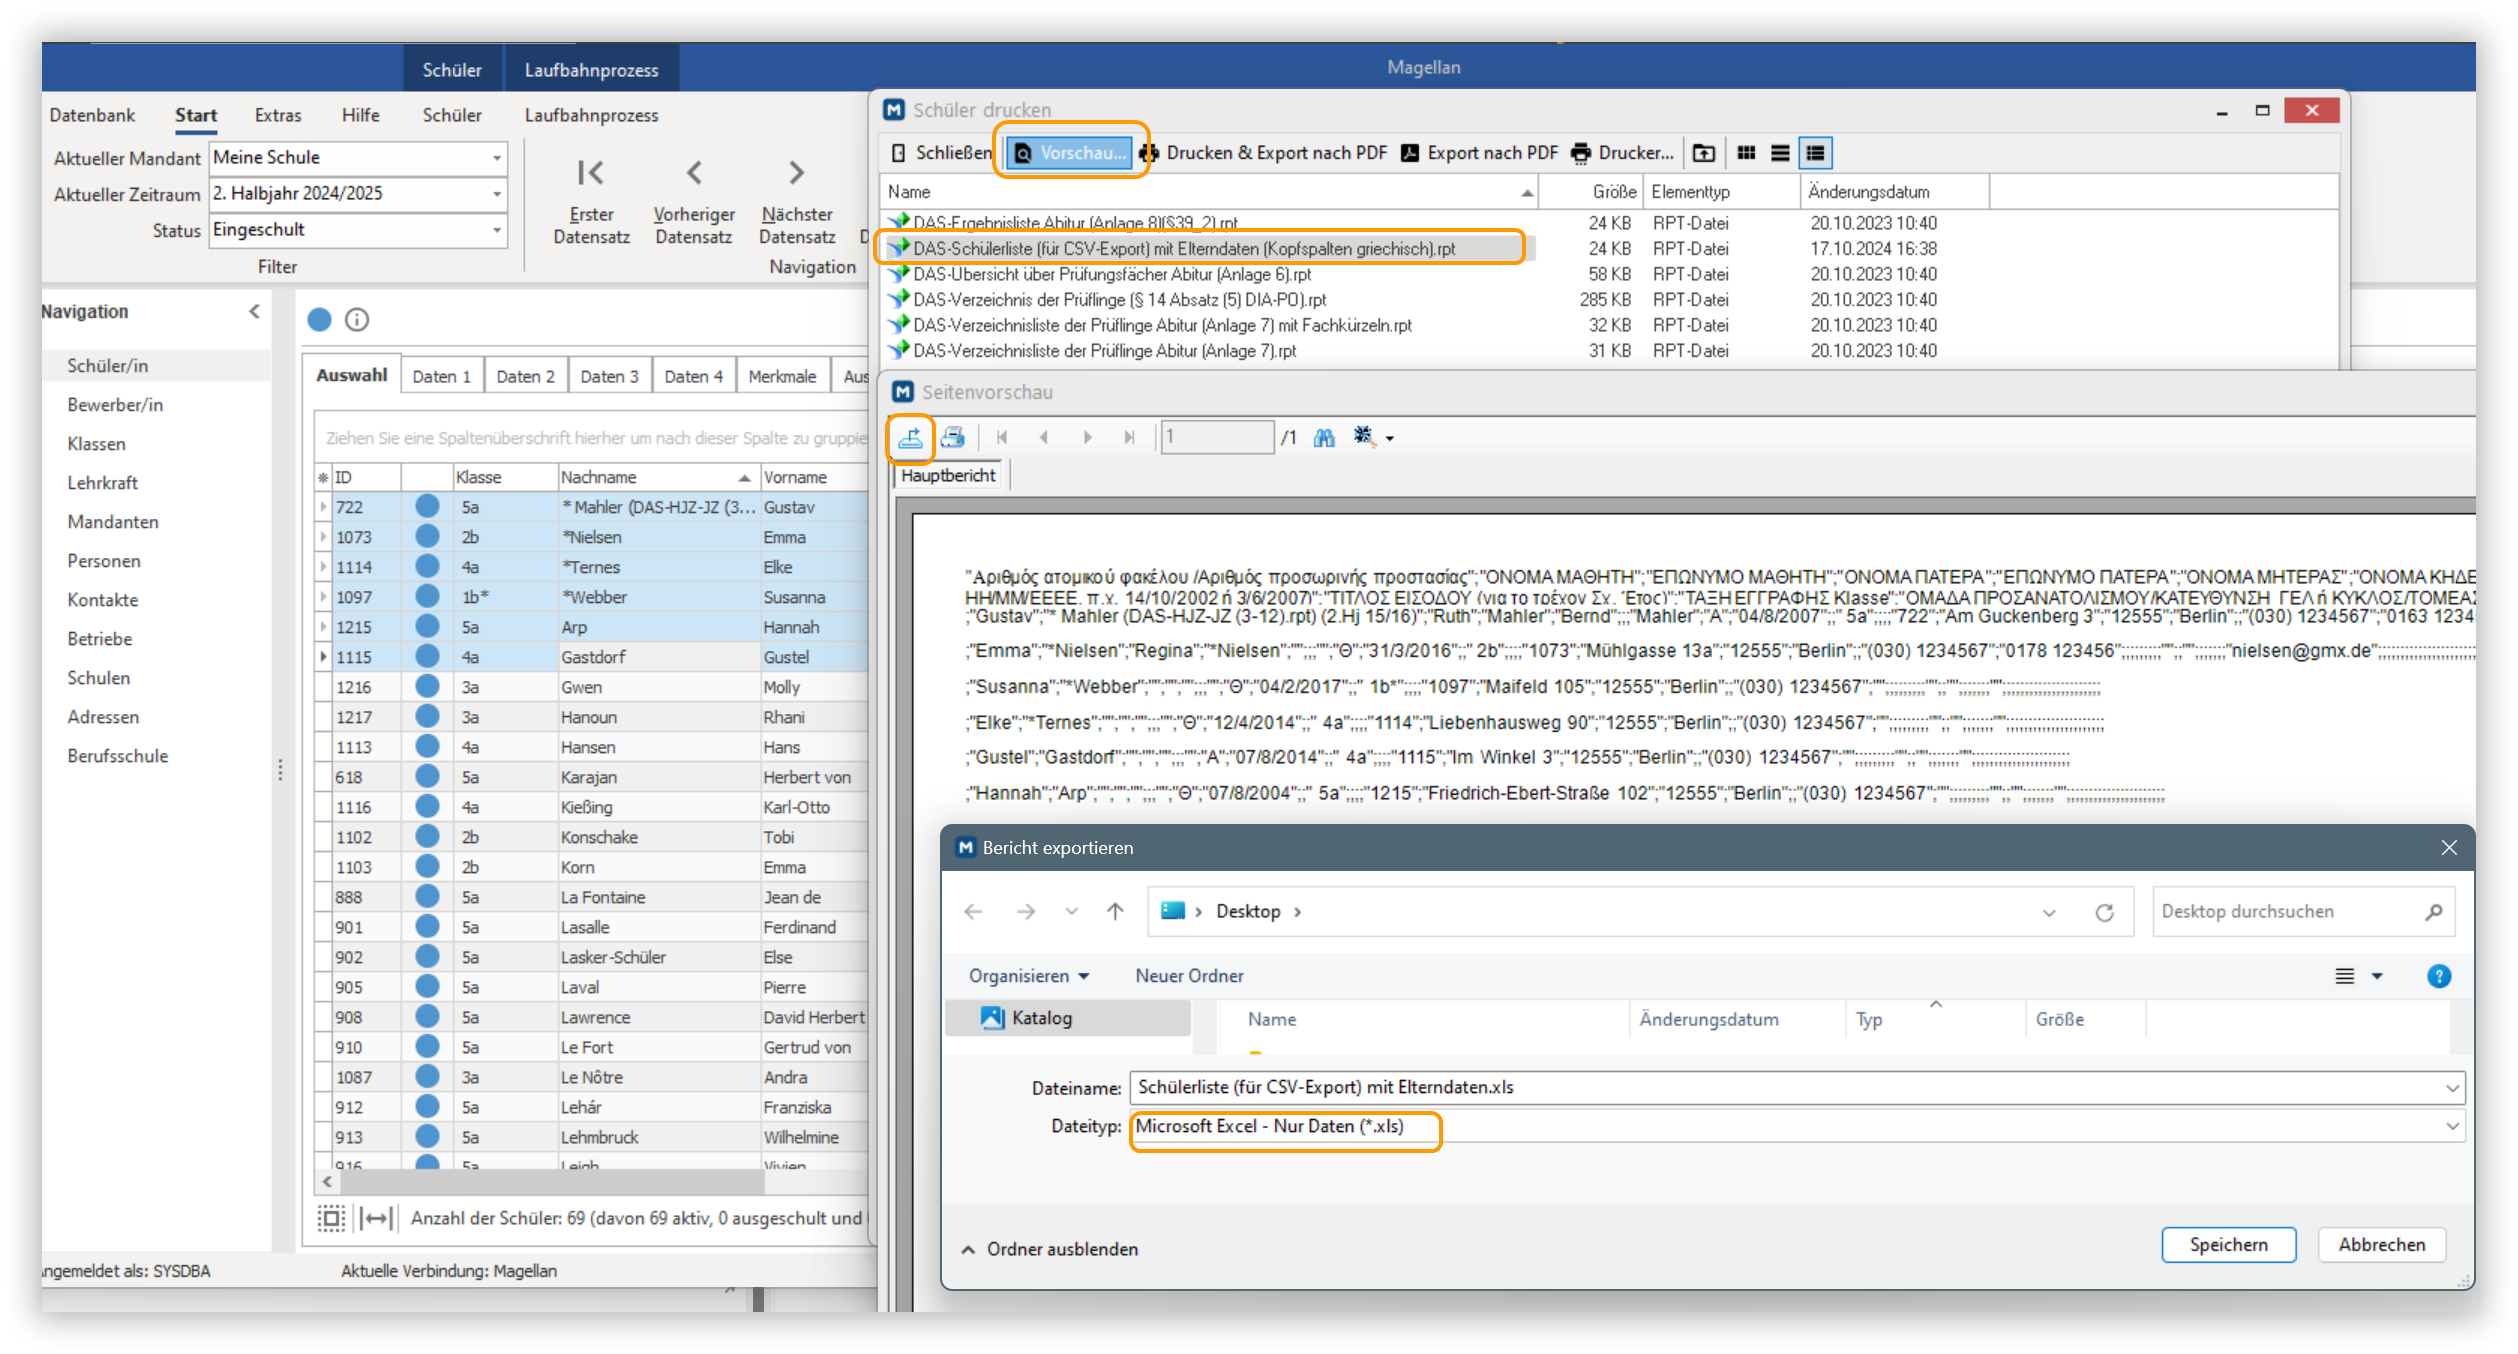 Schüler Laufbahnprozess Magellan
Datenbank Start Extras Hilfe Schüler Laufbahnprozess
Aktueller Mandant Meine Schule
Aktueller Zeitraum 2. Halbjahr 2024/2025
Status Eingeschult
Filter
Erster Datensatz
Vorheriger Datensatz
Nächster Datensatz
Navigation
Navigation
Schüler/in
Bewerber/in
Klassen
Lehrkraft
Mandanten
Personen
Kontakte
Betriebe
Schulen
Adressen
Berufsschule
Auswahl Daten 1 Daten 2 Daten 3 Daten 4 Merkmale Aus
Ziehen Sie eine Spaltenüberschrift hierher um nach dieser Spalte zu gruppie
ID Klasse Nachname Vorname
722 5a * Mahler (DAS-HJZ-JZ (3... Gustav
1073 2b *Nielsen Emma
1114 4a *Ternes Elke
1097 1b* *Webber Susanna
1215 5a Arp Hannah
1115 4a Gastdorf Gustel
1216 3a Gwen Molly
1217 3a Hanoun Rhani
1113 4a Hansen Hans
618 5a Karajan Herbert von
1116 4a Kießing Karl-Otto
1102 2b Konschake Tobi
1103 2b Korn Emma
888 5a La Fontaine Jean de
901 5a Lasalle Ferdinand
902 5a Lasker-Schüler Else
905 5a Laval Pierre
908 5a Lawrence David Herbert
910 5a Le Fort Gertrud von
1087 3a Le Nôtre Andra
912 5a Lehár Franziska
913 5a Lehmbruck Wilhelmine
916 5a Leigh Vivien
Anzahl der Schüler: 69 (davon 69 aktiv, 0 ausgeschult und
ngemeldet als: SYSDBA Aktuelle Verbindung: Magellan
Schüler drucken
Schließen Vorschau... Drucken & Export nach PDF Export nach PDF Drucker...
Name Größe Elementtyp Änderungsdatum
DAS-Ergebnisliste Abitur (Anlage 8)(§39_2).rpt 24 KB RPT-Datei 20.10.2023 10:40
DAS-Schülerliste (für CSV-Export) mit Elterndaten (Kopfspalten griechisch).rpt 24 KB RPT-Datei 17.10.2024 16:38
DAS-Übersicht über Prüfungsfächer Abitur (Anlage 6).rpt 58 KB RPT-Datei 20.10.2023 10:40
DAS-Verzeichnis der Prüflinge (§ 14 Absatz (5) DIA-PO).rpt 285 KB RPT-Datei 20.10.2023 10:40
DAS-Verzeichnisliste der Prüflinge Abitur (Anlage 7) mit Fachkürzeln.rpt 32 KB RPT-Datei 20.10.2023 10:40
DAS-Verzeichnisliste der Prüflinge Abitur (Anlage 7).rpt 31 KB RPT-Datei 20.10.2023 10:40
Seitenvorschau
1 /1
Hauptbericht
"Αριθμός ατομικού φακέλου /Αριθμός προσωρινής προστασίας";"ΟΝΟΜΑ ΜΑΘΗΤΗ";"ΕΠΩΝΥΜΟ ΜΑΘΗΤΗ";"ΟΝΟΜΑ ΠΑΤΕΡΑ";"ΕΠΩΝΥΜΟ ΠΑΤΕΡΑ";"ΟΝΟΜΑ ΜΗΤΕΡΑΣ";"ΟΝΟΜΑ ΚΗΔΕ
ΗΗ/ΜΜ/ΕΕΕΕ, π.χ. 14/10/2002 ή 3/6/2007)";"ΤΙΤΛΟΣ ΕΙΣΟΔΟΥ (για το τρέχον Σχ. Έτος)";"ΤΑΞΗ ΕΓΓΡΑΦΗΣ Klasse";"ΟΜΑΔΑ ΠΡΟΣΑΝΑΤΟΛΙΣΜΟΥ/ΚΑΤΕΥΘΥΝΣΗ ΓΕΛ ή ΚΥΚΛΟΣ/ΤΟΜΕΑΣ
;"Gustav";"* Mahler (DAS-HJZ-JZ (3-12).rpt) (2.Hj 15/16)";"Ruth";"Mahler";"Bernd";;;"Mahler";"A";"04/8/2007";;" 5a";;;;"722";"Am Guckenberg 3";"12555";"Berlin";;"(030) 1234567";"0163 1234
;"Emma";"*Nielsen";"Regina";"*Nielsen";"";;;"";"Θ";"31/3/2016";;" 2b";;;;"1073";"Mühlgasse 13a";"12555";"Berlin";;"(030) 1234567";"0178 123456";;;;;;;;;"";;"";;;;;;;"nielsen@gmx.de";;;;;;;;;;;;;;;;;;;;;;
;"Susanna";"*Webber";"";"";"";;;"";"Θ";"04/2/2017";;" 1b*";;;;"1097";"Maifeld 105";"12555";"Berlin";;"(030) 1234567";"";;;;;;;;;"";;"";;;;;;;"";;;;;;;;;;;;;;;;;;;;;;
;"Elke";"*Ternes";"";"";"";;;"";"Θ";"12/4/2014";;" 4a";;;;"1114";"Liebenhausweg 90";"12555";"Berlin";;"(030) 1234567";"";;;;;;;;;"";;"";;;;;;;"";;;;;;;;;;;;;;;;;;;;;;
;"Gustel";"Gastdorf";"";"";"";;;"";"A";"07/8/2014";;" 4a";;;;"1115";"Im Winkel 3";"12555";"Berlin";;"(030) 1234567";"";;;;;;;;;"";;"";;;;;;;"";;;;;;;;;;;;;;;;;;;;;;
;"Hannah";"Arp";"";"";"";;;"";"Θ";"07/8/2004";;" 5a";;;;"1215";"Friedrich-Ebert-Straße 102";"12555";"Berlin";;"(030) 1234567";"";;;;;;;;;"";;"";;;;;;;"";;;;;;;;;;;;;;;;;;;;;;
Bericht exportieren
Desktop Desktop durchsuchen
Organisieren Neuer Ordner
Katalog Name Änderungsdatum Typ Größe
Dateiname: Schülerliste (für CSV-Export) mit Elterndaten.xls
Dateityp: Microsoft Excel - Nur Daten (*.xls)
Ordner ausblenden Speichern Abbrechen